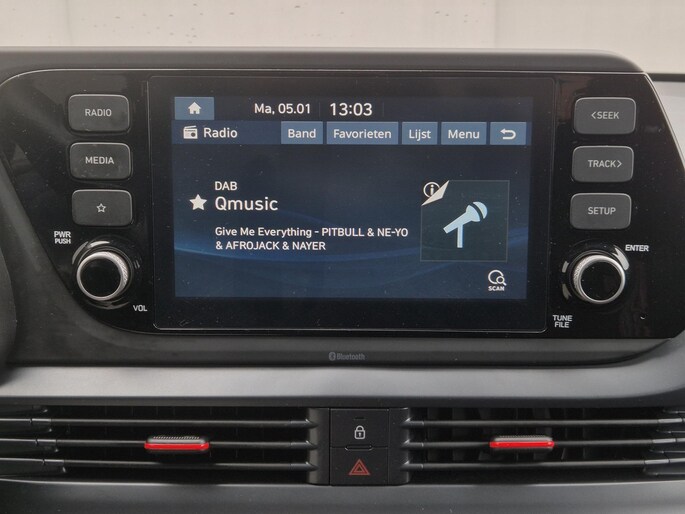 Ma, 05.01 13:03
RADIO
Radio
Band
Favorieten
Lijst
Menu
<SEEK
MEDIA
TRACK>
DAB
Qmusic
i
SETUP
PWR
PUSH
Give Me Everything - PITBULL & NE-YO
& AFROJACK & NAYER
ENTER
SCAN
VOL
TUNE
FILE
Bluetooth